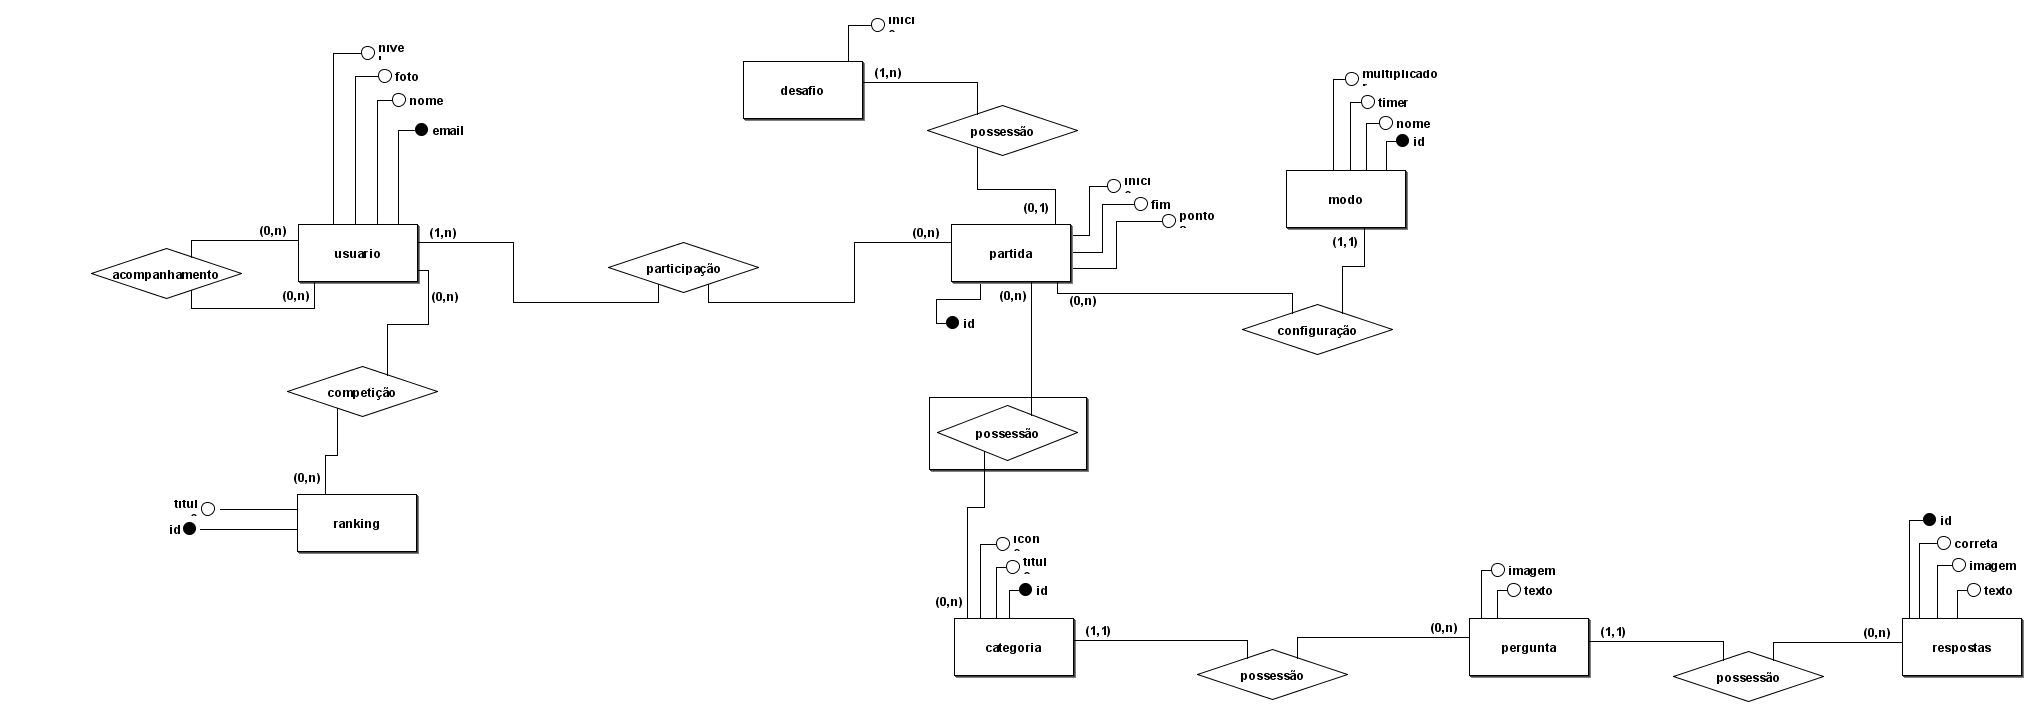 nive
foto
nome
email
(0,n)
usuario
(1,n)
acompanhamento
(0,n)
(0,n)
competição
(0,n)
titul
id
ranking
inici
desafio
(1,n)
possessão
(0,1)
participação
(0,n)
partida
inici
fim
ponto
id
(0,n)
(0,n)
multiplicado
timer
nome
id
modo
(1,1)
configuração
possessão
icon
titul
id
(0,n)
categoria
(1,1)
possessão
(0,n)
imagem
texto
pergunta
(1,1)
possessão
(0,n)
id
correta
imagem
texto
respostas